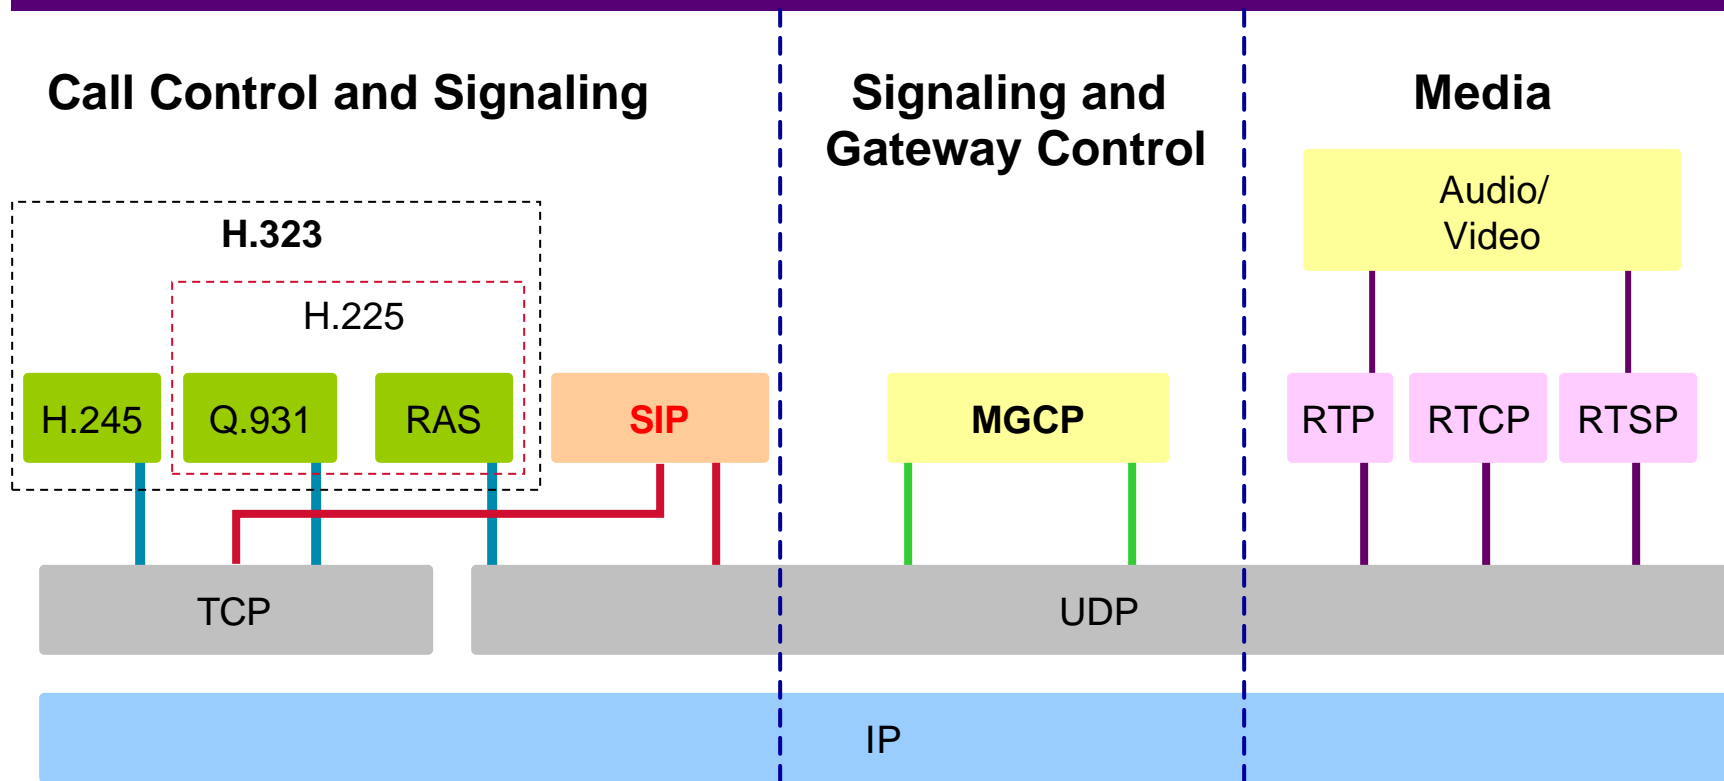 Call Control and Signaling
Signaling and
Gateway Control
Media
Audio/
Video
H.323
H.225
H.245
Q.931
RAS
SIP
MGCP
RTP
RTCP
RTSP
TCP
UDP
IP